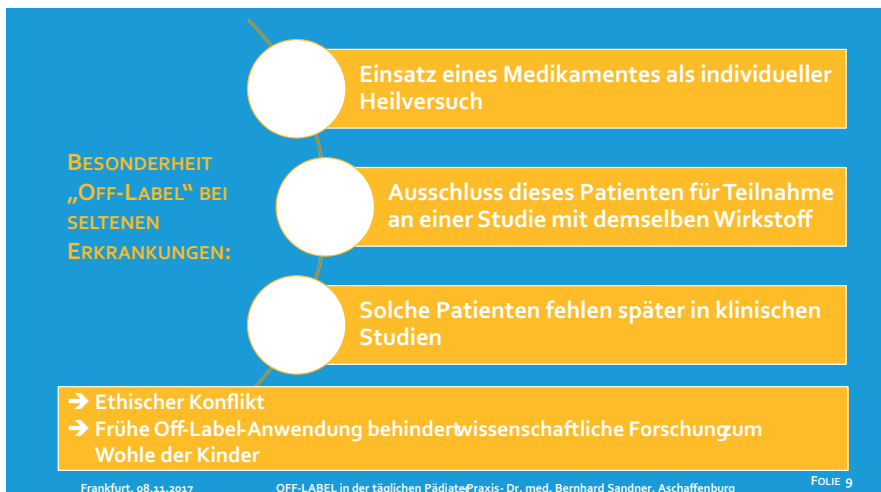 BESONDERHEIT
„OFF-LABEL“ BEI
SELTENEN
ERKRANKUNGEN:
Einsatz eines Medikamentes als individueller
Heilversuch
Ausschluss dieses Patienten für Teilnahme
an einer Studie mit demselben Wirkstoff
Solche Patienten fehlen später in klinischen
Studien
➔ Ethischer Konflikt
➔ Frühe Off-Label-Anwendung behindert wissenschaftliche Forschung zum
Wohle der Kinder
Frankfurt, 08.11.2017 OFF-LABEL in der täglichen Pädiater-Praxis - Dr. med. Bernhard Sandner, Aschaffenburg FOLIE 9